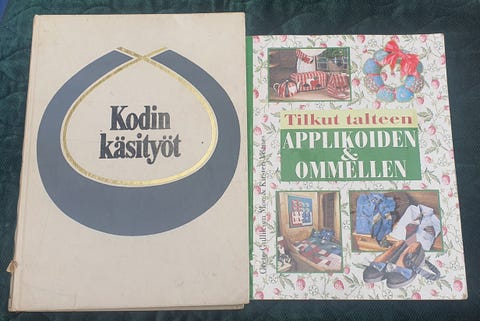 Kodin
käsityöt
Tilkut talteen
APPLIKOIDEN
&
OMMELLEN